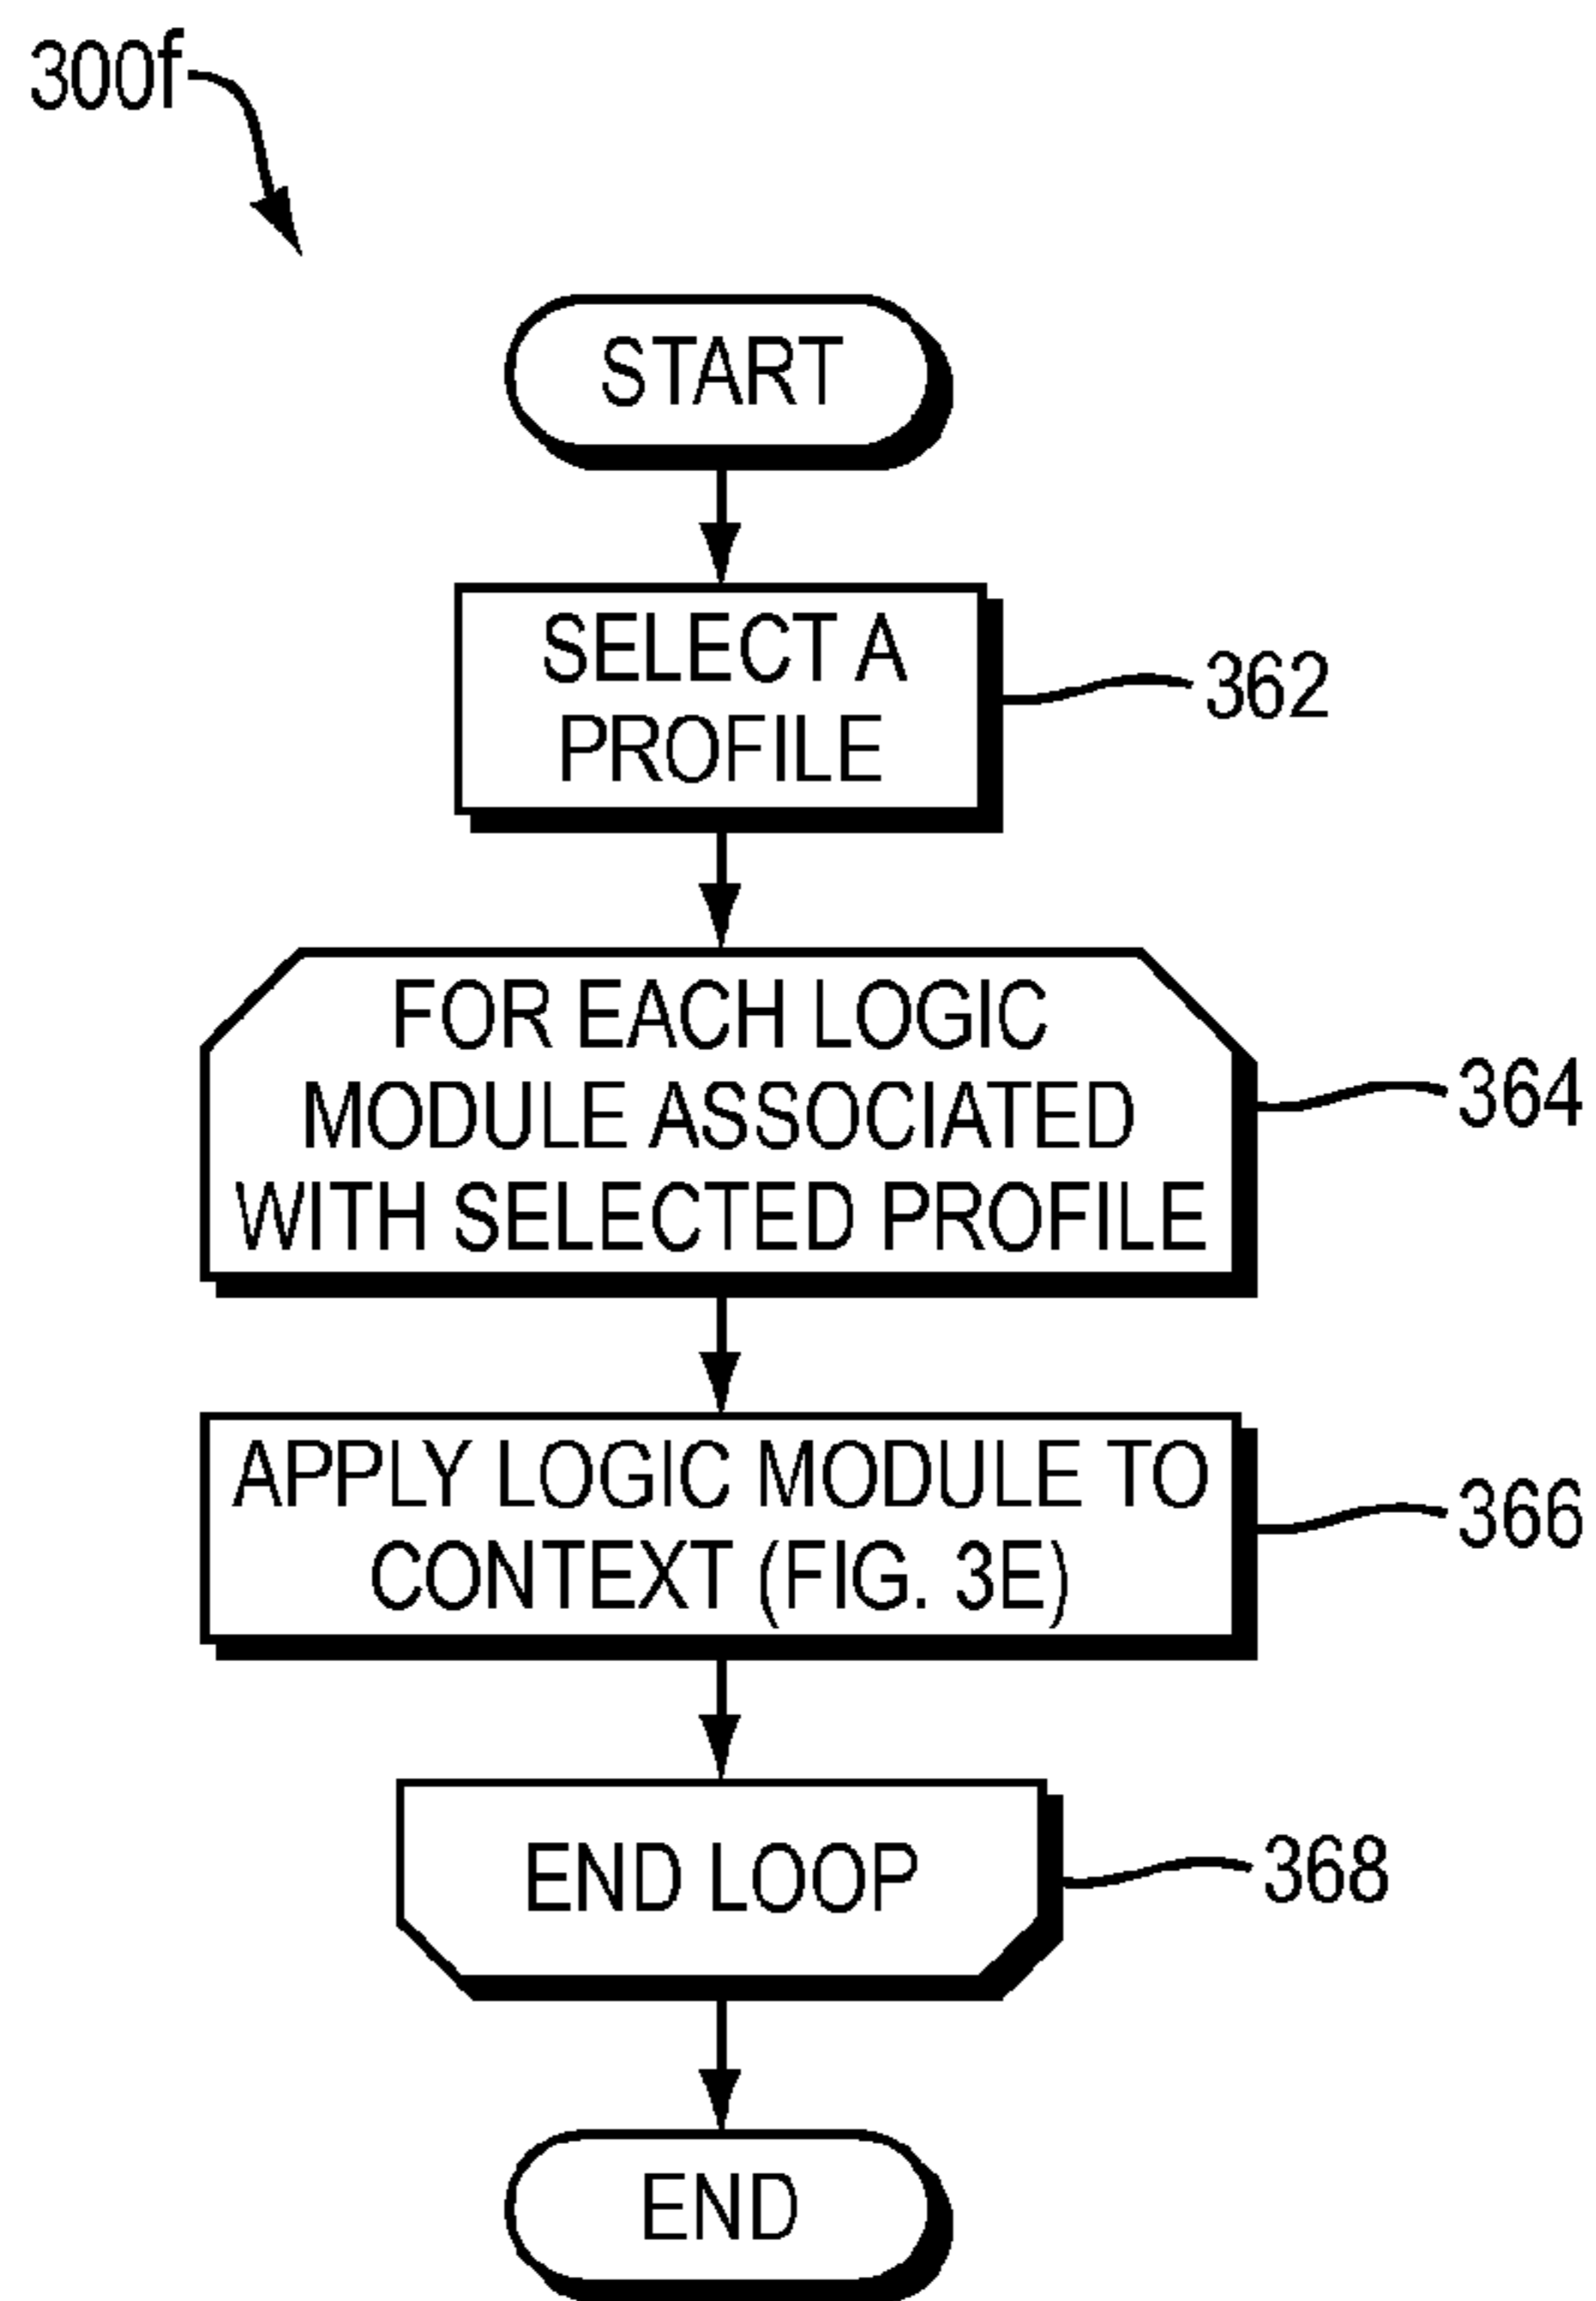 300f
START
SELECT A
PROFILE
362
FOR EACH LOGIC
MODULE ASSOCIATED
WITH SELECTED PROFILE
364
APPLY LOGIC MODULE TO
CONTEXT (FIG. 3E)
366
END LOOP
368
END